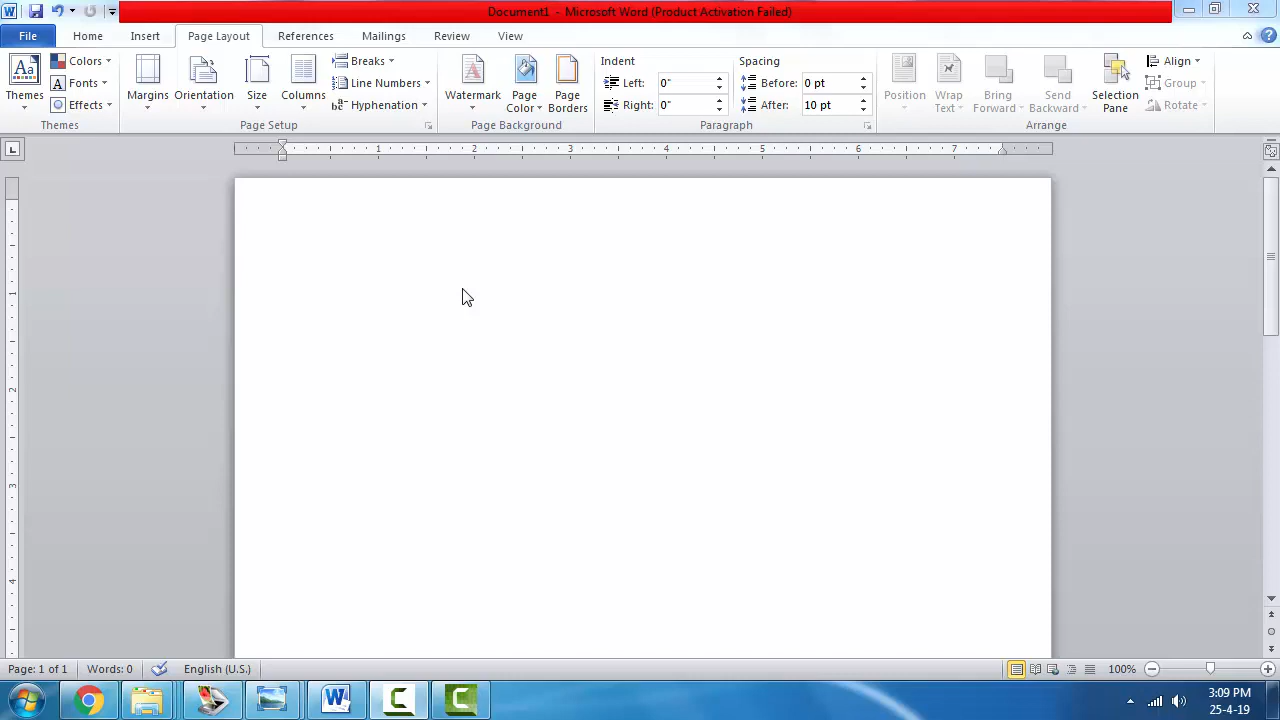 Document1 - Microsoft Word (Product Activation Failed)
File Home Insert Page Layout References Mailings Review View
Themes Colors Fonts Effects
Themes
Margins Orientation Size Columns Breaks Line Numbers Hyphenation
Page Setup
Watermark Page Color Page Borders
Page Background
Indent Spacing
Left: 0" Before: 0 pt
Right: 0" After: 10 pt
Paragraph
Position Wrap Text Bring Forward Send Backward Selection Pane Align Group Rotate
Arrange
1 2 3 4 5 6 7
1
2
3
4
Page: 1 of 1 Words: 0 English (U.S.) 100%
3:09 PM
25-4-19